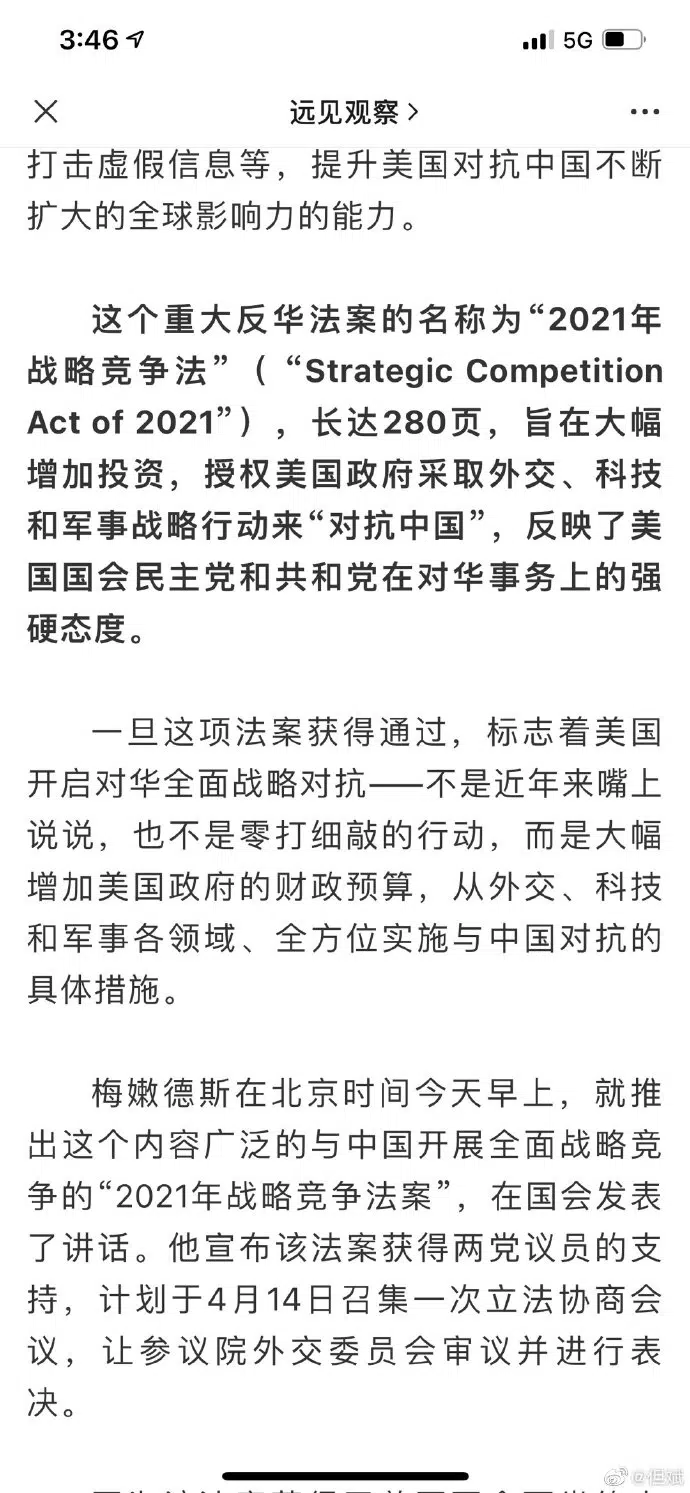 3:46
5G
远见观察
打击虚假信息等，提升美国对抗中国不断
扩大的全球影响力的能力。
这个重大反华法案的名称为“2021年
战略竞争法”（“Strategic Competition
Act of 2021”），长达280页，旨在大幅
增加投资，授权美国政府采取外交、科技
和军事战略行动来“对抗中国”，反映了美
国国会民主党和共和党在对华事务上的强
硬态度。
一旦这项法案获得通过，标志着美国
开启对华全面战略对抗——不是近年来嘴上
说说，也不是零打细敲的行动，而是大幅
增加美国政府的财政预算，从外交、科技
和军事各领域、全方位实施与中国对抗的
具体措施。
梅嫩德斯在北京时间今天早上，就推
出这个内容广泛的与中国开展全面战略竞
争的“2021年战略竞争法案”，在国会发表
了讲话。他宣布该法案获得两党议员的支
持，计划于4月14日召集一次立法协商会
议，让参议院外交委员会审议并进行表
决。
@但斌